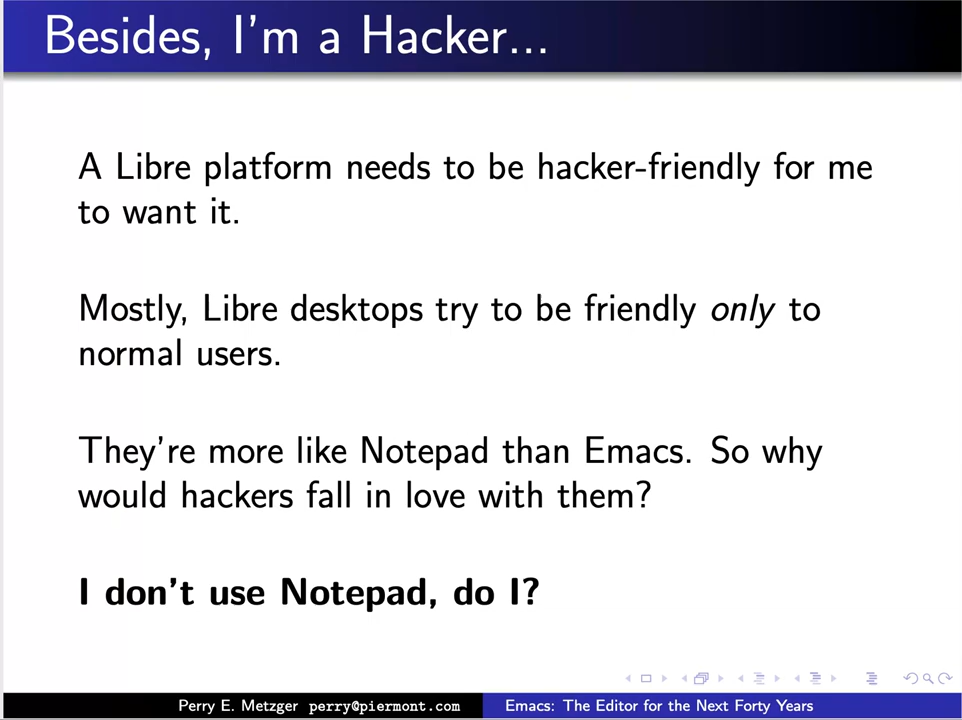 Besides, I'm a Hacker...
A Libre platform needs to be hacker-friendly for me
to want it.
Mostly, Libre desktops try to be friendly only to
normal users.
They're more like Notepad than Emacs. So why
would hackers fall in love with them?
I don't use Notepad, do I?
Perry E. Metzger perry@piermont.com
Emacs: The Editor for the Next Forty Years